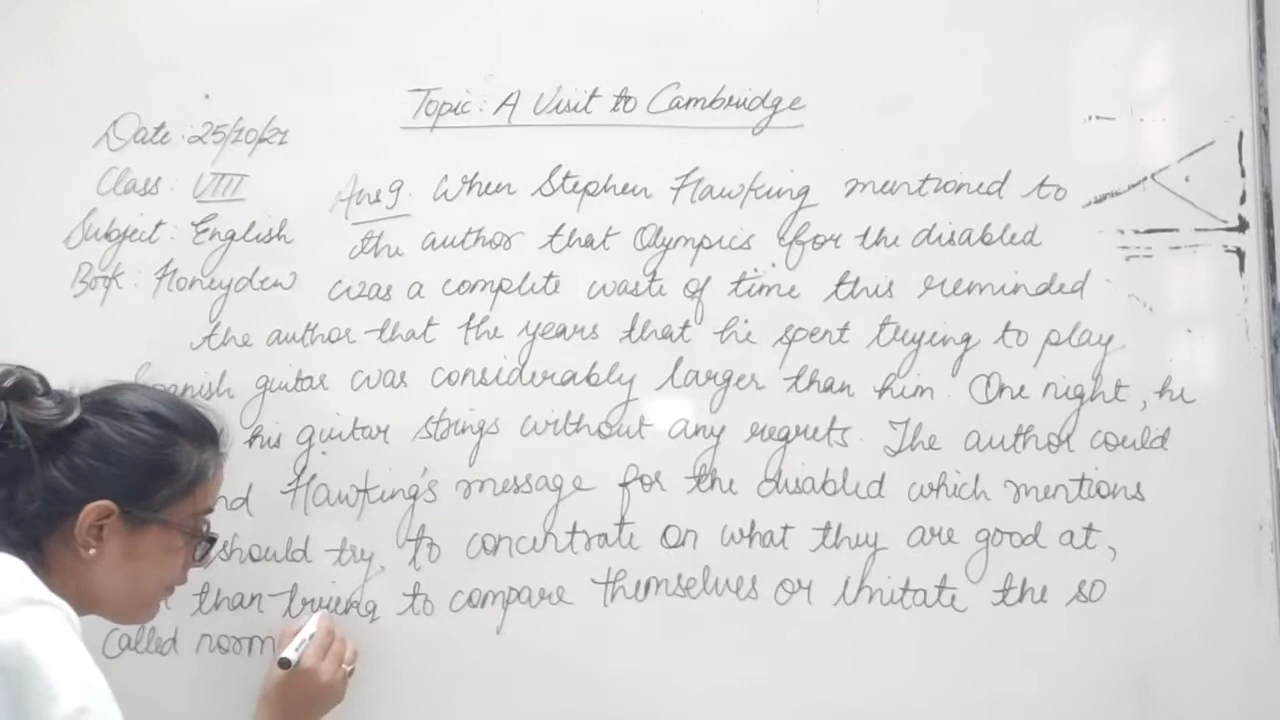 Topic: A Visit to Cambridge
Date: 25/10/21
Class: VIII
Subject: English
Book: Honeydew
Ans 9. When Stephen Hawking mentioned to
the author that Olympics for the disabled
was a complete waste of time this reminded
the author that the years that he spent trying to play
guitar was considerably larger than him. One night, he
his guitar strings without any regrets. The author could
Hawking's message for the disabled which mentions
should try to concentrate on what they are good at,
than trying to compare themselves or imitate the so
called norm